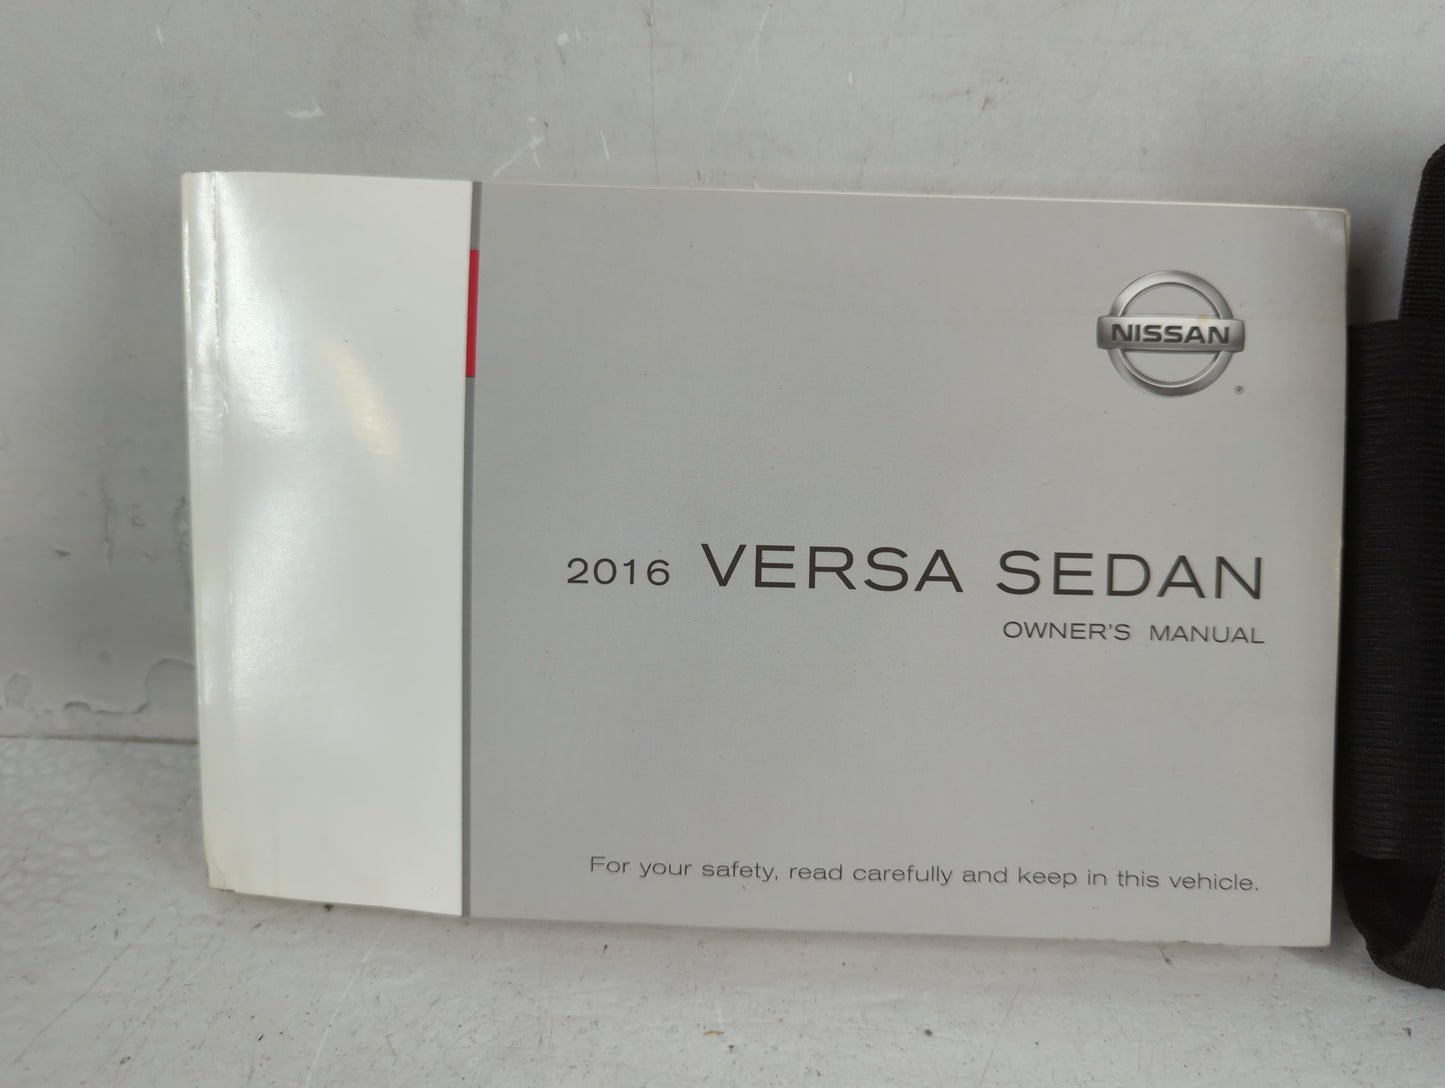 NISSAN
®
2016 VERSA SEDAN
OWNER'S MANUAL
For your safety, read carefully and keep in this vehicle.